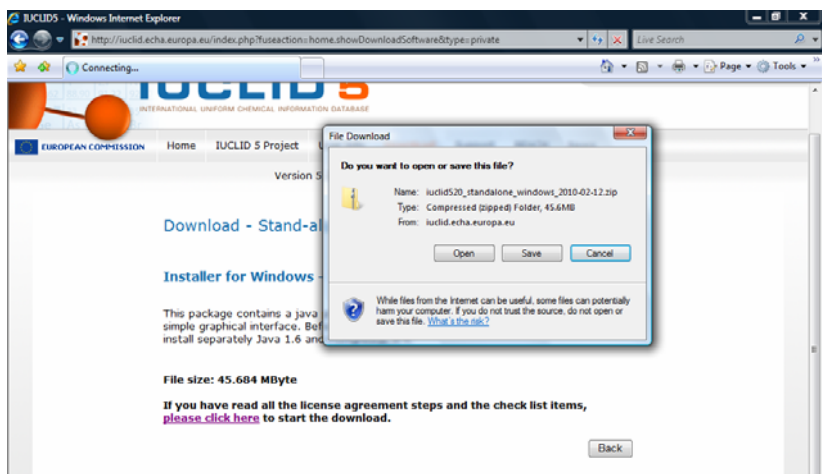 IUCLID5 - Windows Internet Explorer
http://iuclid.echa.europa.eu/index.php?fuseaction=home.showDownloadSoftware&type=private
Live Search
Connecting...
Page
Tools
IUCLID 5
INTERNATIONAL UNIFORM CHEMICAL INFORMATION DATABASE
EUROPEAN COMMISSION
Home
IUCLID 5 Project
Version 5
Download - Stand-al
Installer for Windows -
This package contains a java
simple graphical interface. Bef
install separately Java 1.6 and
File size: 45.684 MByte
If you have read all the license agreement steps and the check list items,
please click here to start the download.
Back
File Download
Do you want to open or save this file?
Name: iuclid520_standalone_windows_2010-02-12.zip
Type: Compressed (zipped) Folder, 45.6MB
From: iuclid.echa.europa.eu
Open
Save
Cancel
While files from the Internet can be useful, some files can potentially
harm your computer. If you do not trust the source, do not open or
save this file. What's the risk?